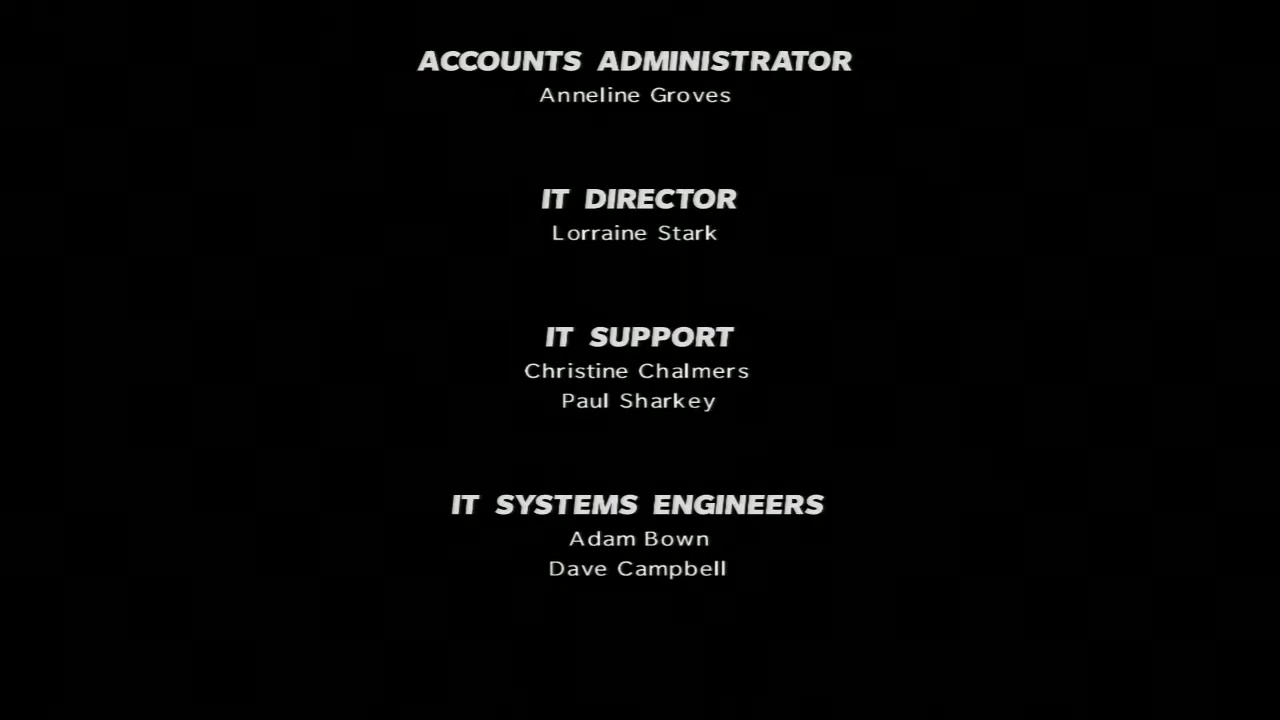 ACCOUNTS ADMINISTRATOR
Anneline Groves
IT DIRECTOR
Lorraine Stark
IT SUPPORT
Christine Chalmers
Paul Sharkey
IT SYSTEMS ENGINEERS
Adam Bown
Dave Campbell